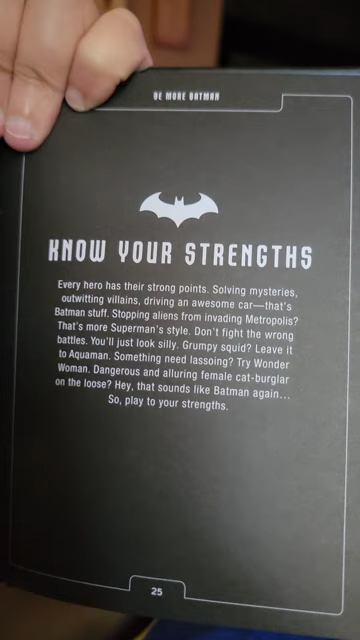 BE MORE BATMAN
KNOW YOUR STRENGTHS
Every hero has their strong points. Solving mysteries,
outwitting villains, driving an awesome car—that's
Batman stuff. Stopping aliens from invading Metropolis?
That's more Superman's style. Don't fight the wrong
battles. You'll just look silly. Grumpy squid? Leave it
to Aquaman. Something need lassoing? Try Wonder
Woman. Dangerous and alluring female cat-burglar
on the loose? Hey, that sounds like Batman again...
So, play to your strengths.
25